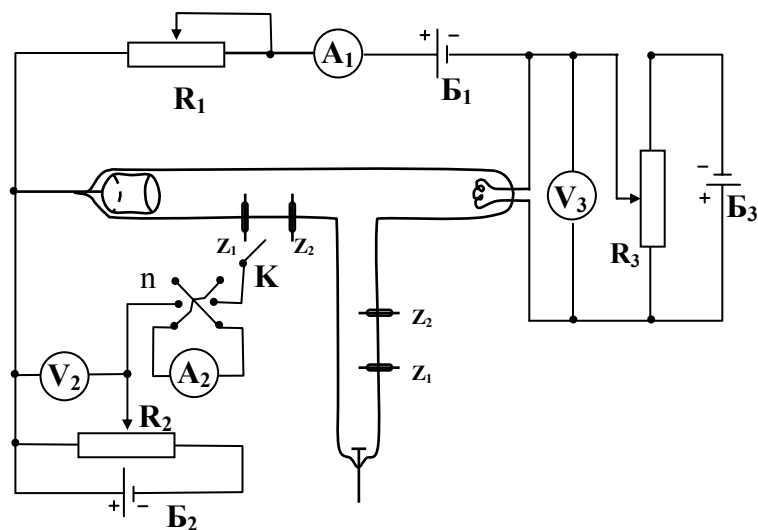 + -
A₁
R₁
Б₁
V₃
-
+
Б₃
R₃
Z₁ Z₂
K
n
Z₂
V₂
A₂
Z₁
R₂
+ -
Б₂